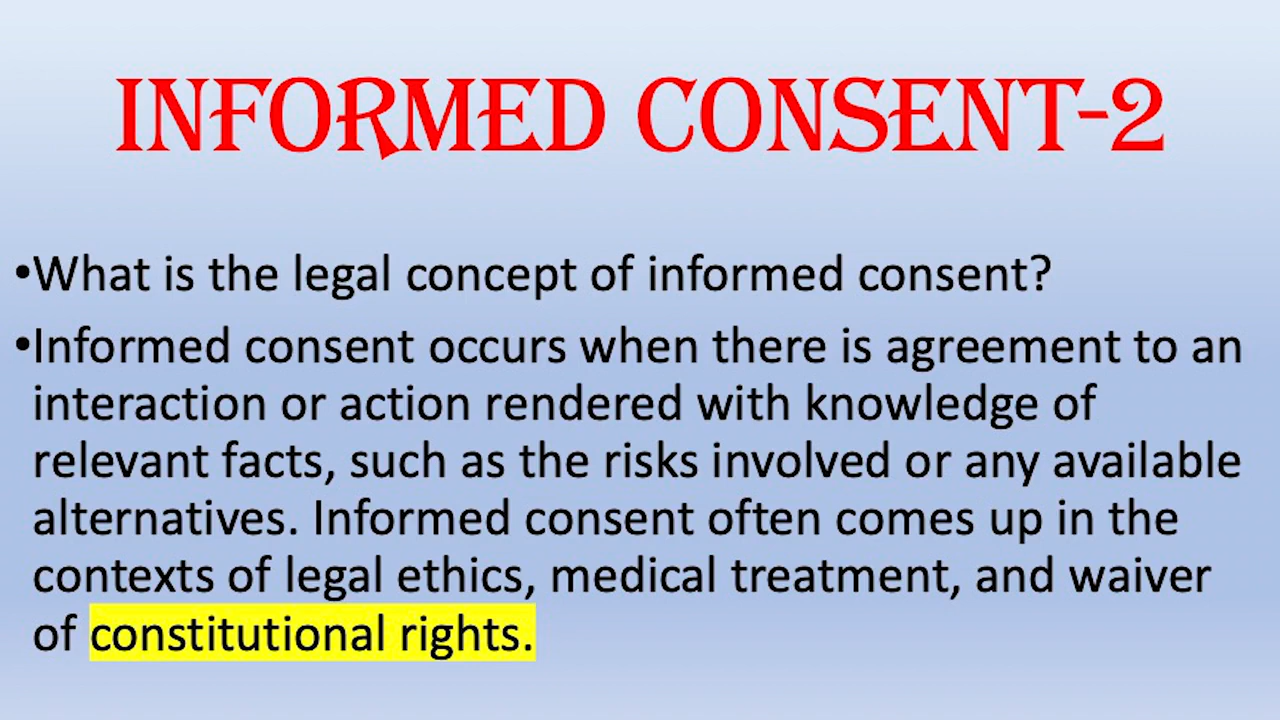 INFORMED CONSENT-2
•What is the legal concept of informed consent?
•Informed consent occurs when there is agreement to an
interaction or action rendered with knowledge of
relevant facts, such as the risks involved or any available
alternatives. Informed consent often comes up in the
contexts of legal ethics, medical treatment, and waiver
of constitutional rights.